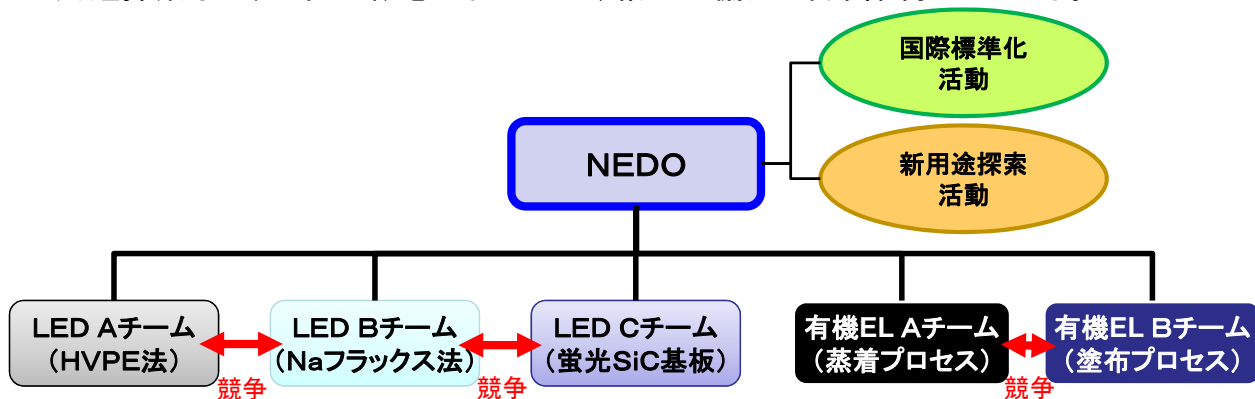 国際標準化
活動
NEDO
新用途探索
活動
LED Aチーム
(HVPE法)
LED Bチーム
(Naフラックス法)
LED Cチーム
(蛍光SiC基板)
有機EL Aチーム
(蒸着プロセス)
有機EL Bチーム
(塗布プロセス)
競争
競争
競争